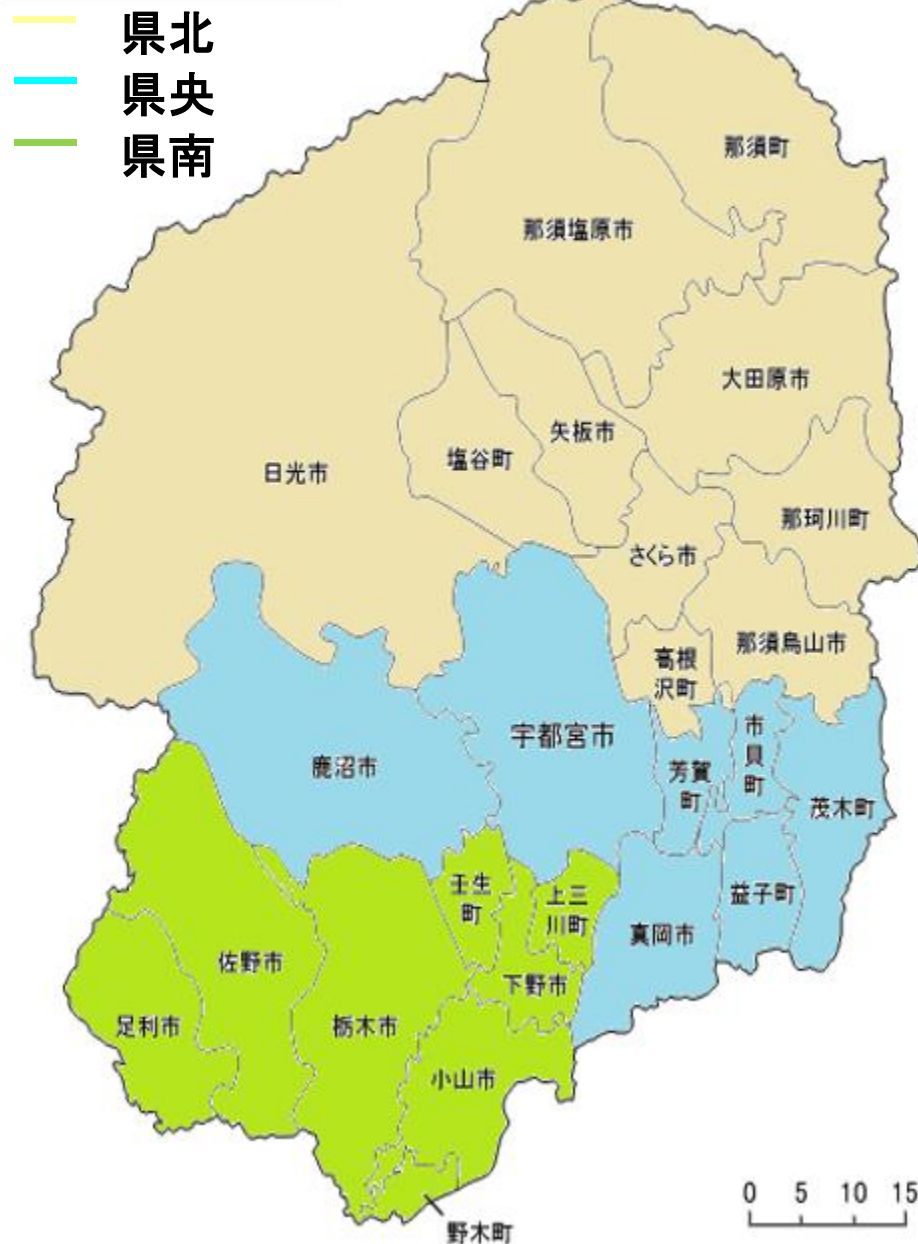 県北
県央
県南
那須町
那須塩原市
大田原市
矢板市
塩谷町
日光市
那珂川町
さくら市
那須烏山市
高根
沢町
宇都宮市
市
貝
町
鹿沼市
芳賀
町
茂木町
壬生
町
上三
川町
益子町
真岡市
佐野市
下野市
足利市
栃木市
小山市
野木町
0 5 10 15